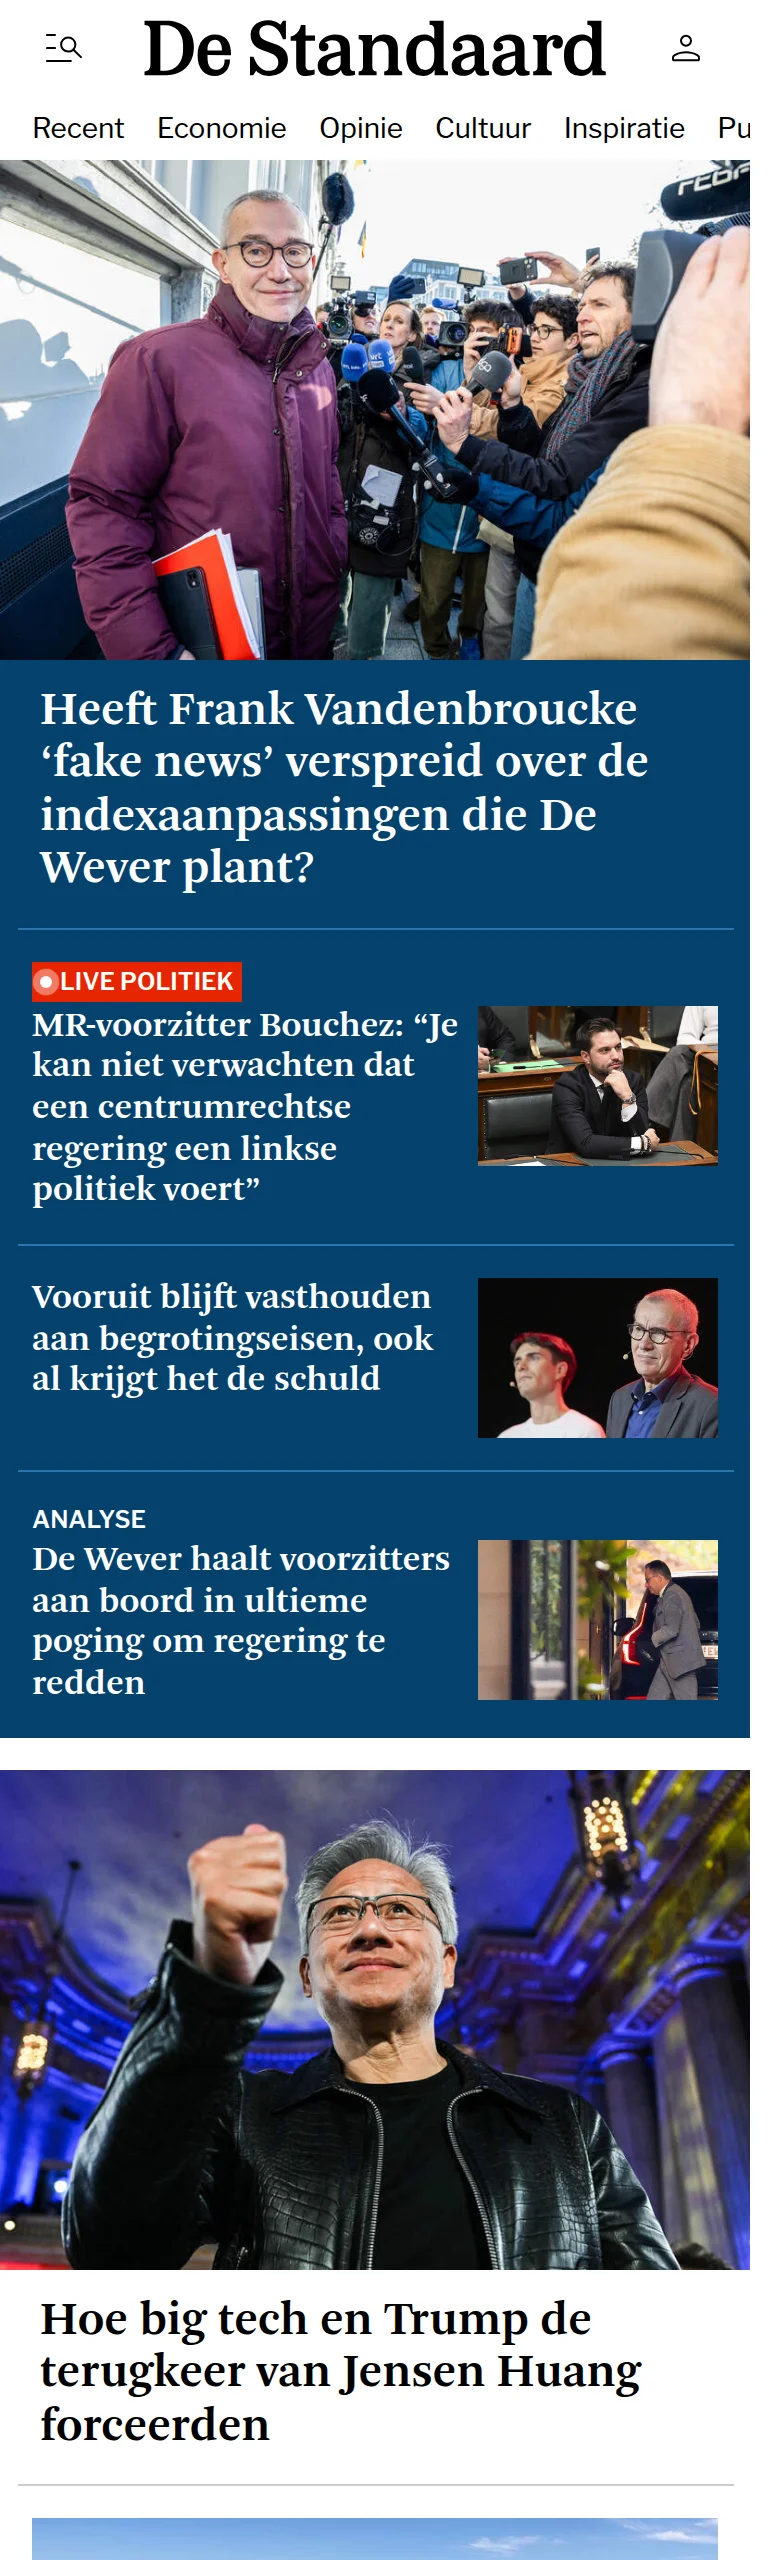 De Standaard
Recent Economie Opinie Cultuur Inspiratie Pu
vrt
Heeft Frank Vandenbroucke
‘fake news’ verspreid over de
indexaanpassingen die De
Wever plant?
LIVE POLITIEK
MR-voorzitter Bouchez: “Je
kan niet verwachten dat
een centrumrechtse
regering een linkse
politiek voert”
Vooruit blijft vasthouden
aan begrotingseisen, ook
al krijgt het de schuld
ANALYSE
De Wever haalt voorzitters
aan boord in ultieme
poging om regering te
redden
Hoe big tech en Trump de
terugkeer van Jensen Huang
forceerden